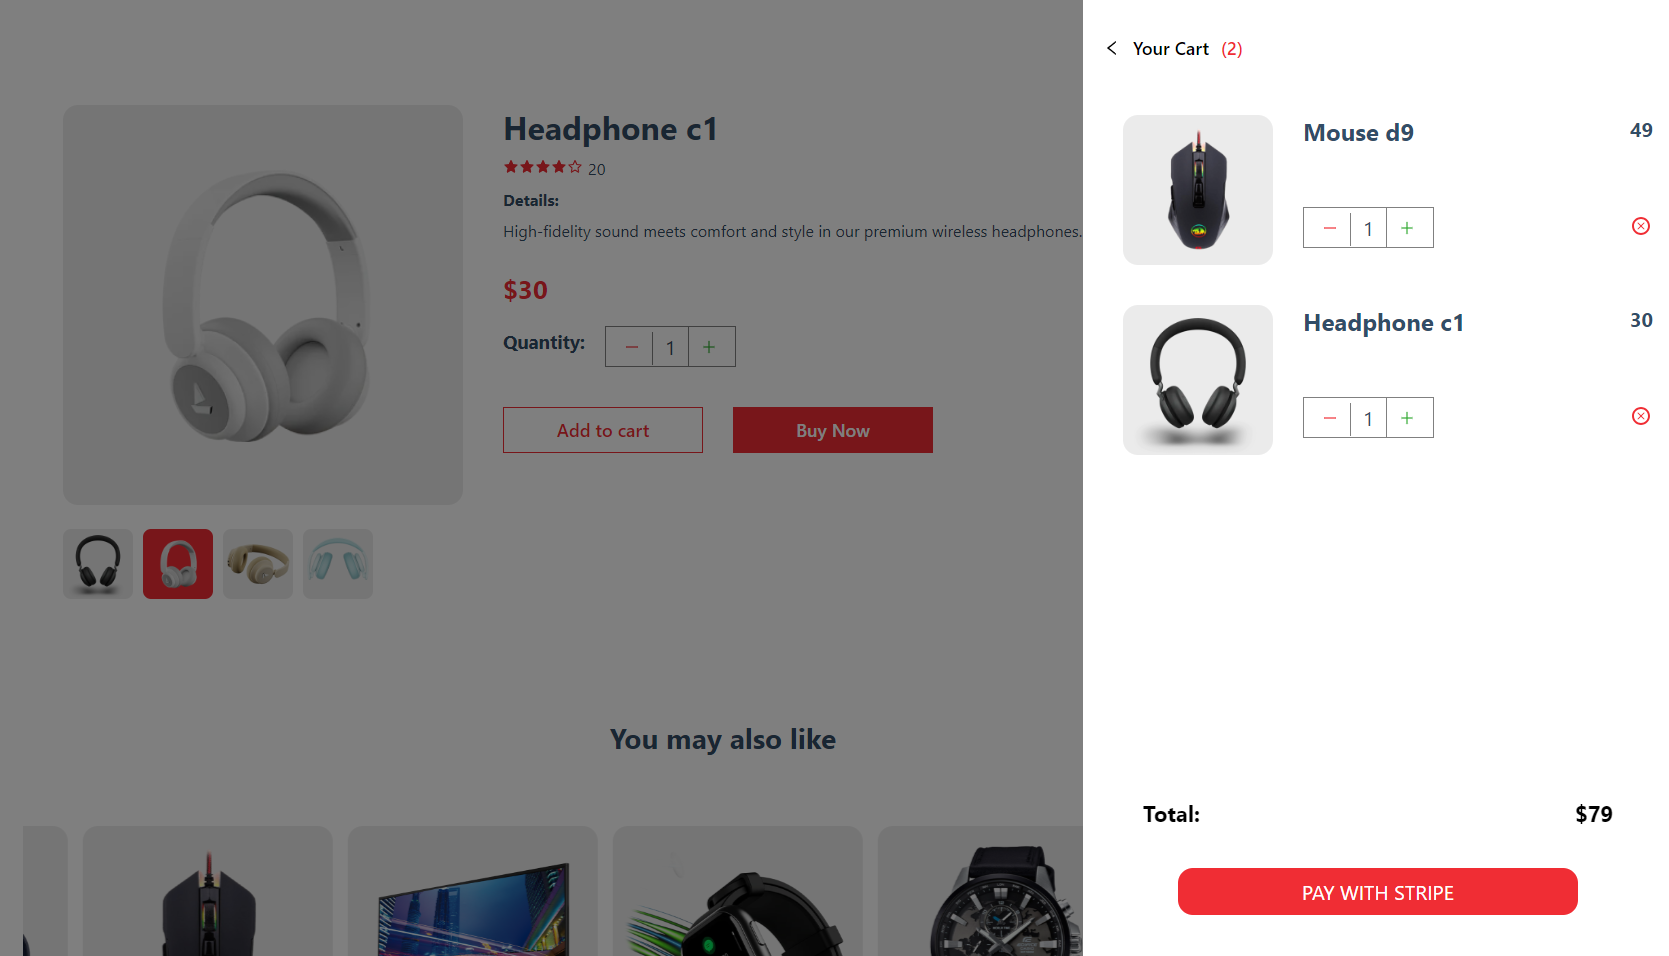 Headphone c1
20
Details:
High-fidelity sound meets comfort and style in our premium wireless headphones.
$30
Quantity: − 1 +
Add to cart Buy Now
You may also like
Your Cart (2)
Mouse d9 49
− 1 +
Headphone c1 30
− 1 +
Total: $79
PAY WITH STRIPE